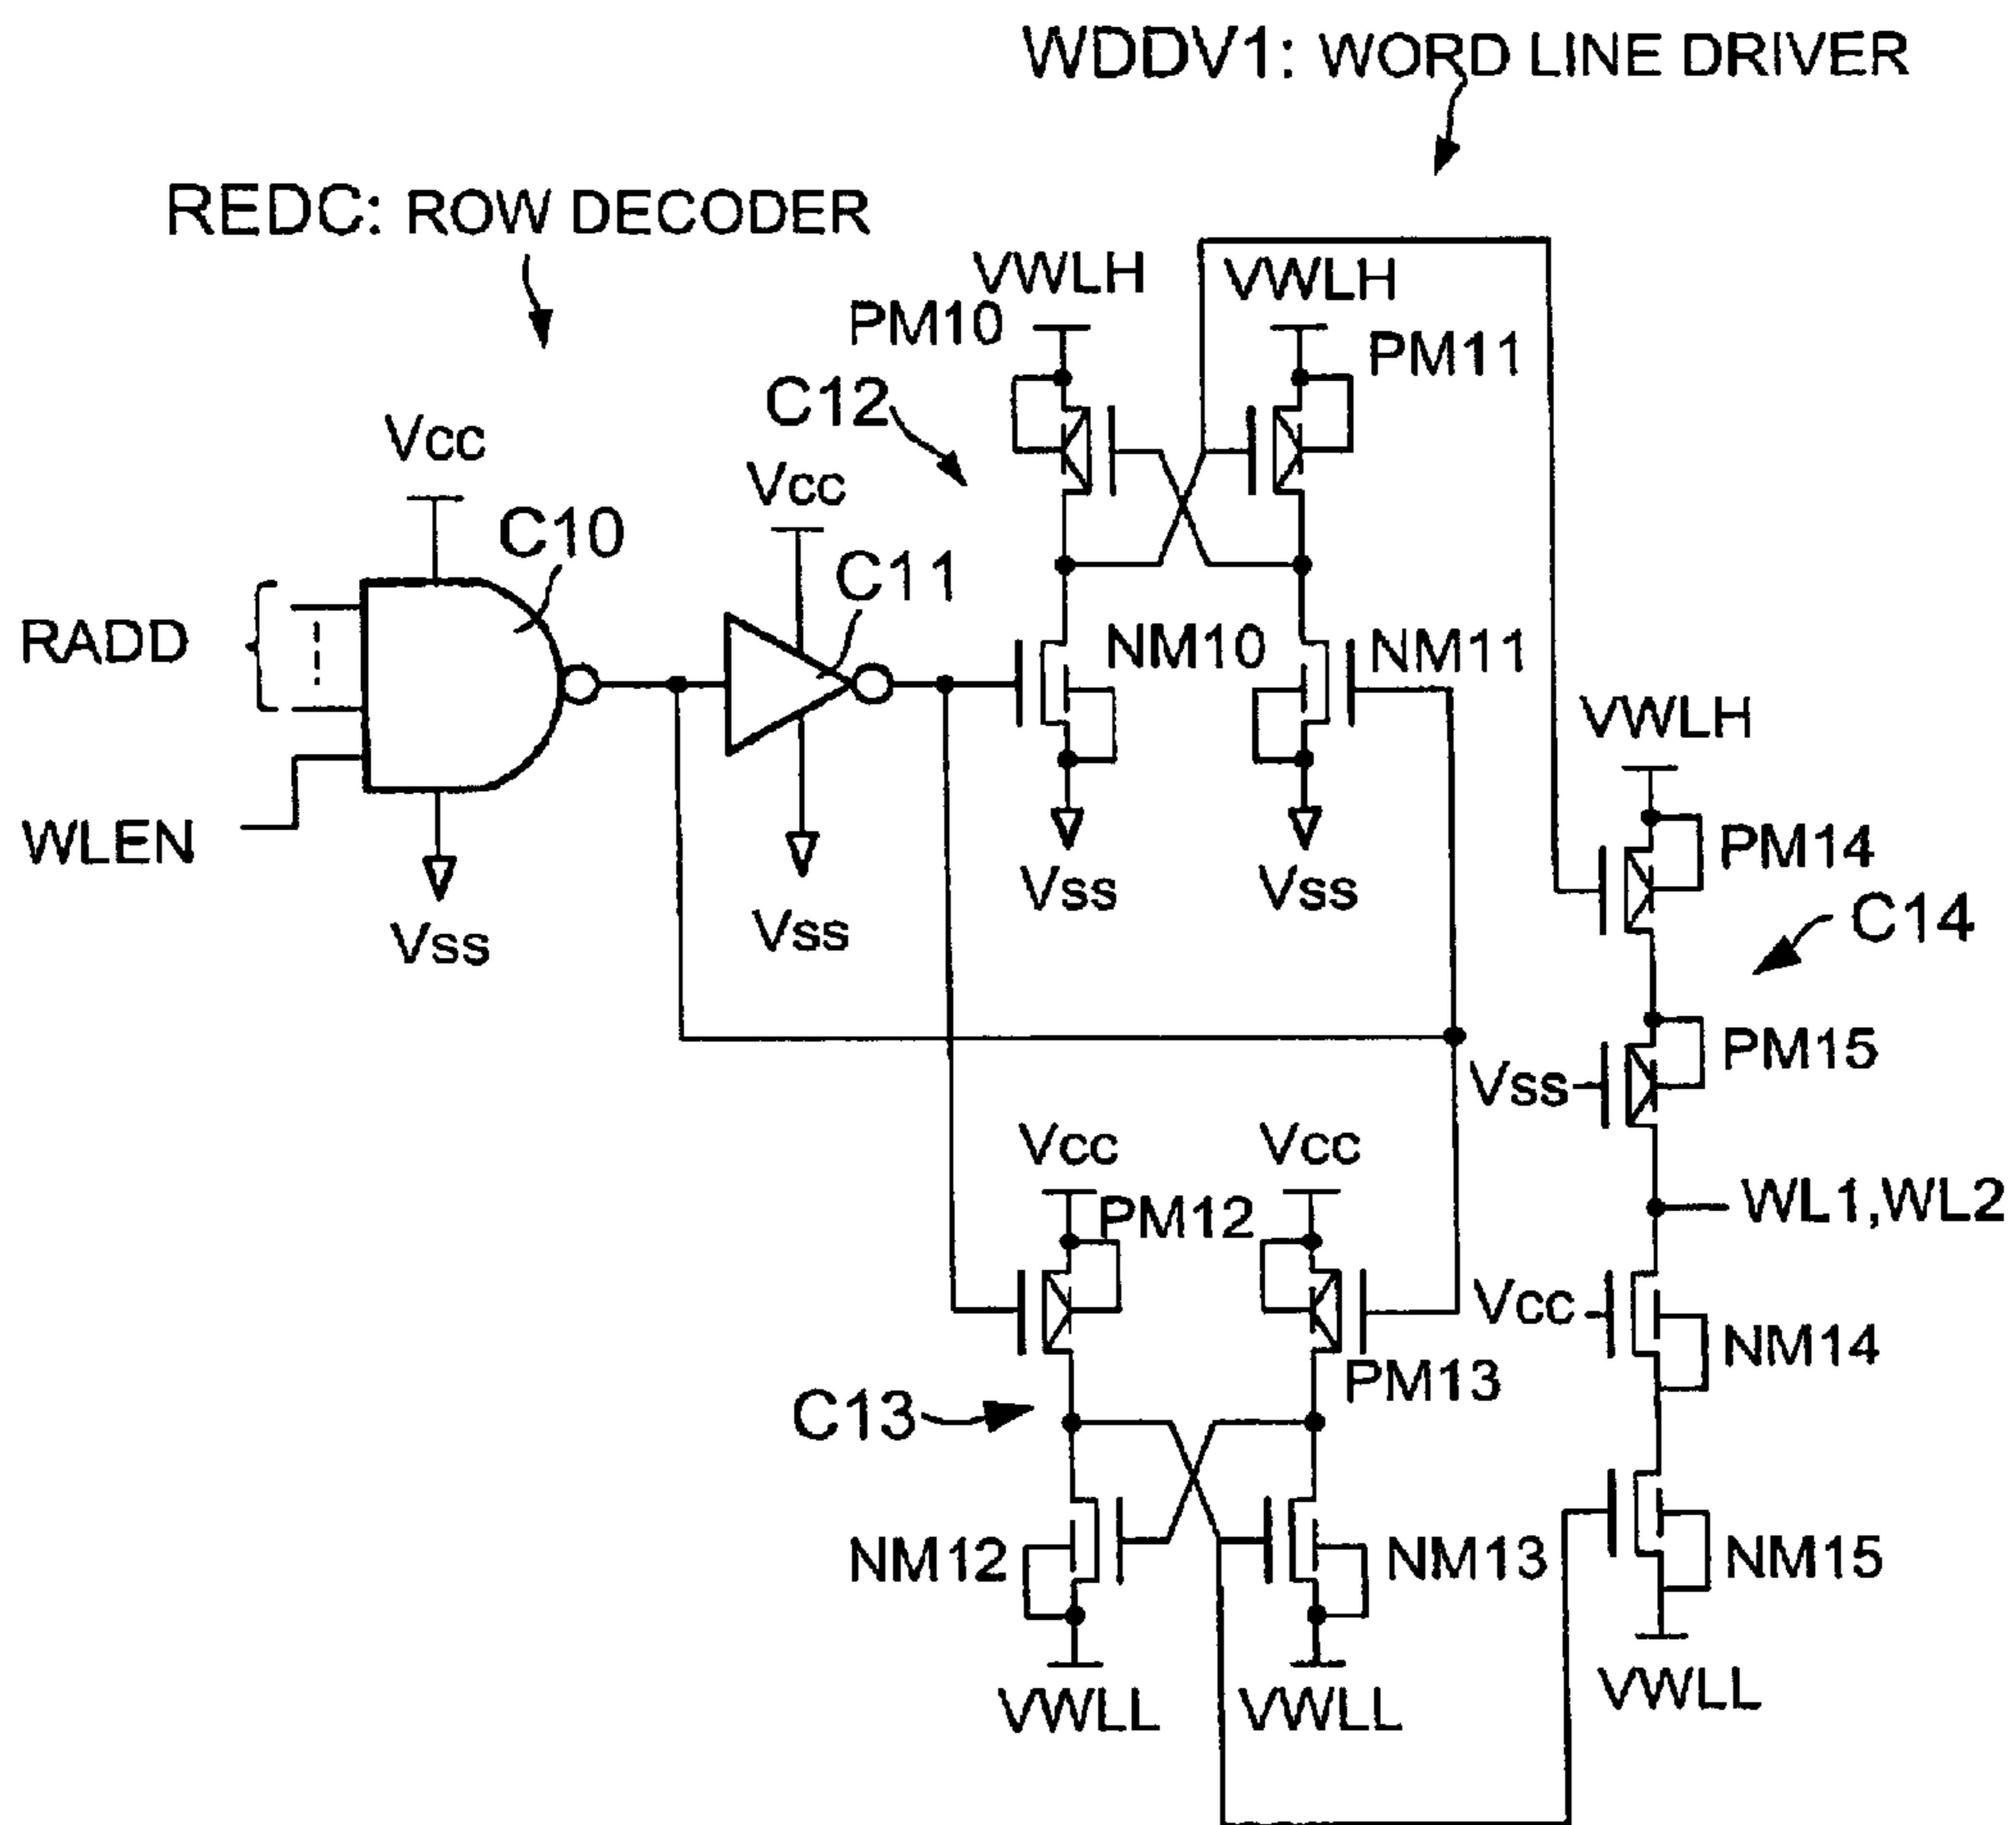 WDDV1: WORD LINE DRIVER
REDC: ROW DECODER
VWLH
VWLH
PM10
PM11
C12
Vcc
Vcc
C10
C11
RADD
NM10
NM11
VWLH
WLEN
PM14
Vss
Vss
C14
Vss
Vss
PM15
Vss
Vcc
Vcc
PM12
WL1,WL2
Vcc
NM14
PM13
C13
NM12
NM13
NM15
VWLL
VWLL
VWLL